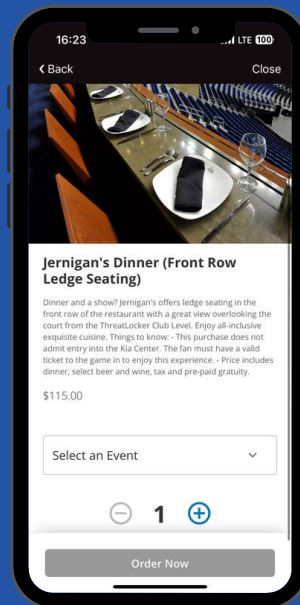 16:23
LTE 100
Back
Close
Jernigan's Dinner (Front Row
Ledge Seating)
Dinner and a show? Jernigan's offers ledge seating in the
front row of the restaurant with a great view overlooking the
court from the ThreatLocker Club Level. Enjoy all-inclusive
exquisite cuisine. Things to know: - This purchase does not
admit entry into the Kia Center. The fan must have a valid
ticket to the game in to enjoy this experience. - Price includes
dinner, select beer and wine, tax and pre-paid gratuity.
$115.00
Select an Event
1
Order Now